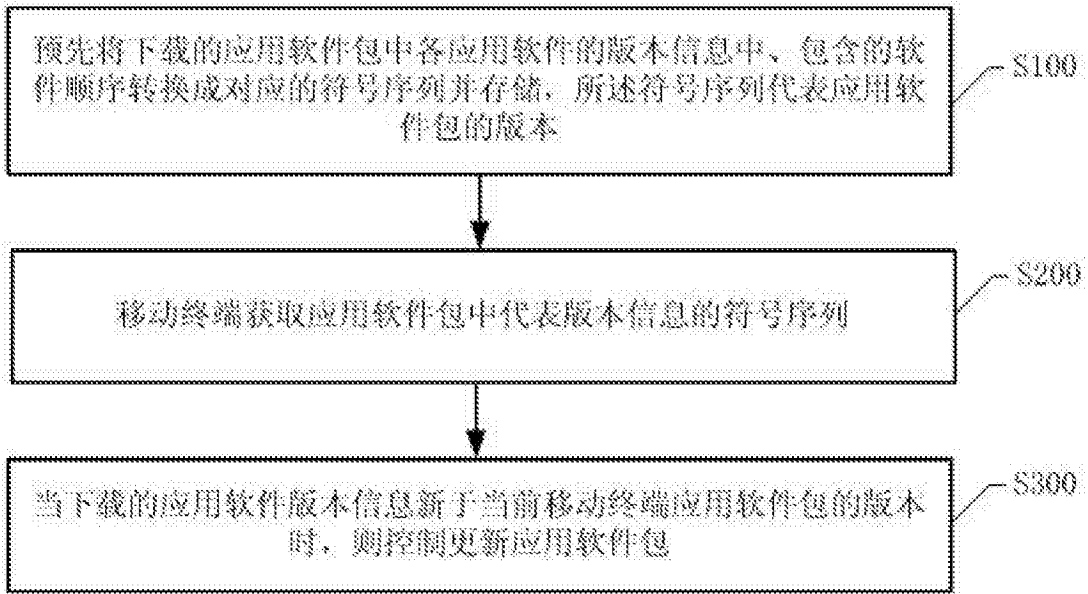 预先将下载的应用软件包中各应用软件的版本信息中、包含的软
件顺序转换成对应的符号序列并存储，所述符号序列代表应用软
件包的版本
S100
移动终端获取应用软件包中代表版本信息的符号序列
S200
当下载的应用软件版本信息新于当前移动终端应用软件包的版本
时，则控制更新应用软件包
S300